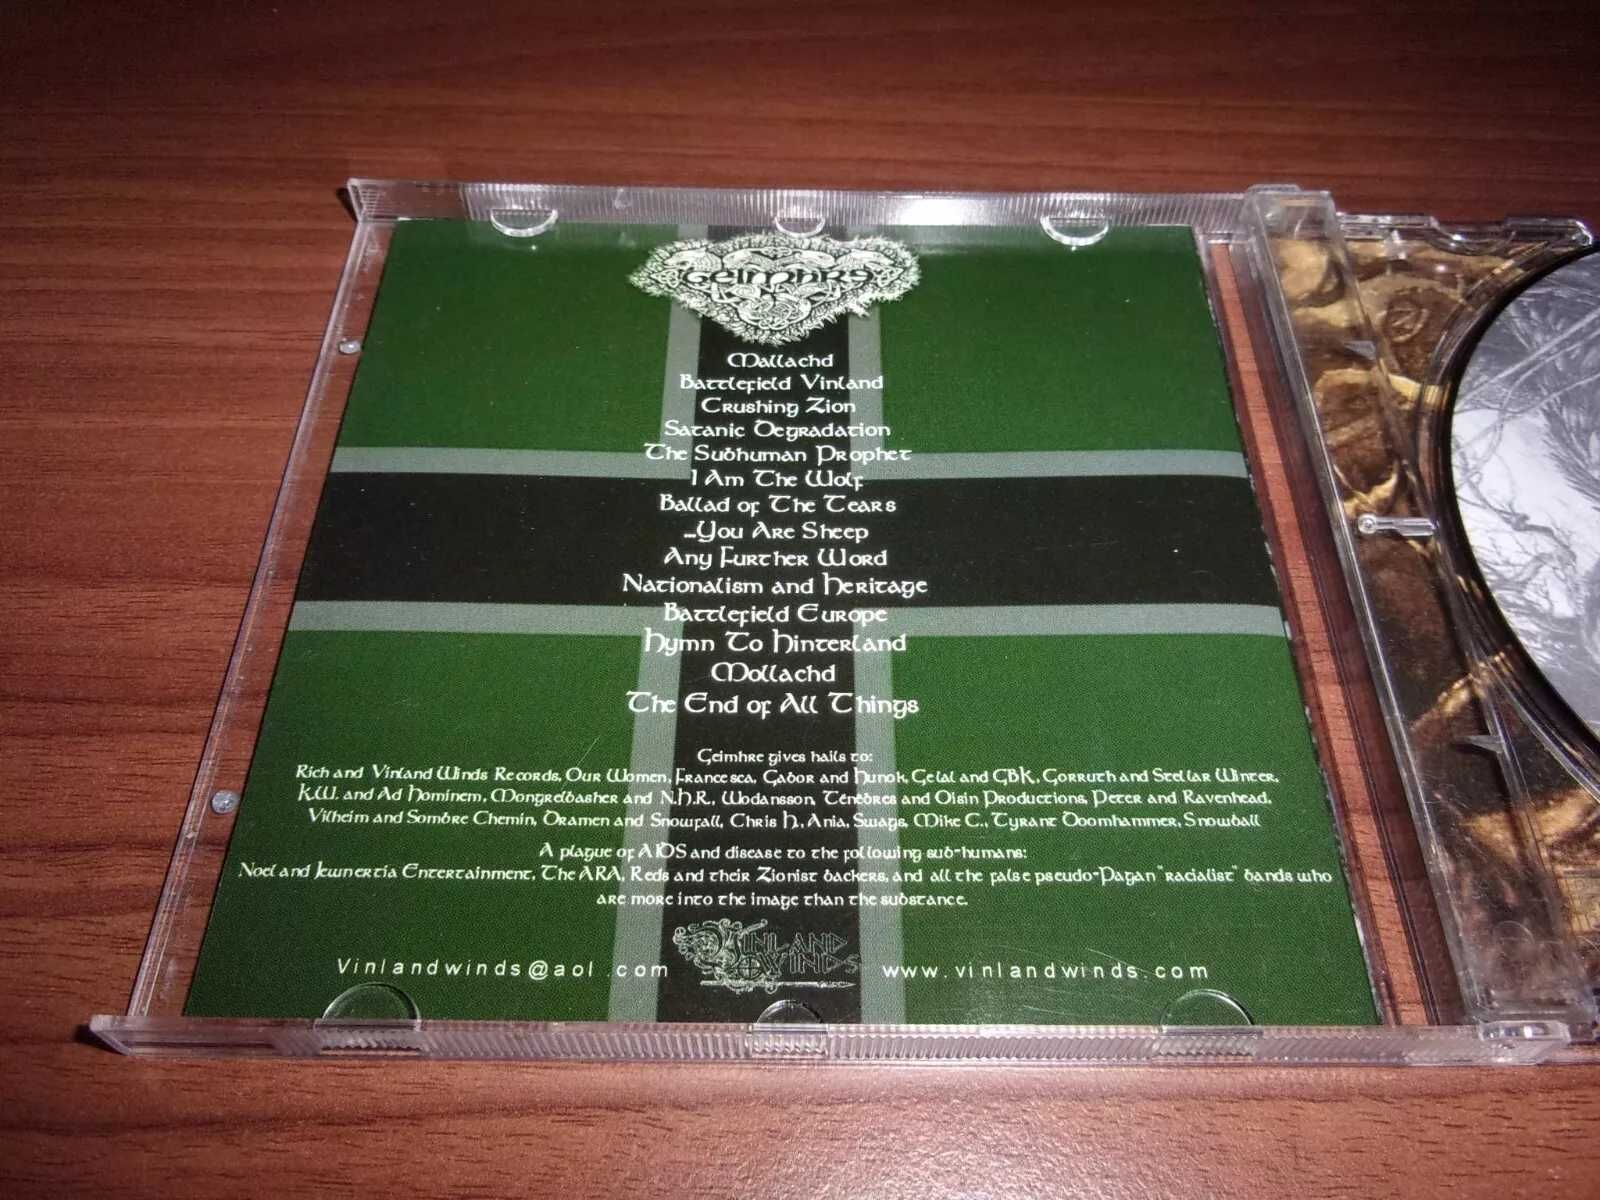 Geimhre
Mallachd
Battlefield Vinland
Crushing Zion
Satanic Degradation
The Subhuman Prophet
I Am The Wolf
Ballad of The Tears
...You Are Sheep
Any Further Word
Nationalism and Heritage
Battlefield Europe
Hymn To Hinterland
Mollachd
The End of All Things
Geimhre gives hails to:
Rich and Vinland Winds Records, Our Women, Francesca, Gabor and Hunok, Gelal and GBK, Gorruth and Stellar Winter,
K.W. and Ad Hominem, Mongrelbasher and N.H.R., Wodansson, Ténèbres and Oisin Productions, Peter and Ravenhead,
Vilheim and Sombre Chemin, Dramen and Snowfall, Chris H., Ania, Swags, Mike C., Tyrant Doomhammer, Snowball
A plague of AIDS and disease to the following sub-humans:
Noel and Jewnertia Entertainment, The ARA, Reds and their Zionist backers, and all the false pseudo-Pagan "racialist" bands who
are more into the image than the substance.
Vinlandwinds@aol.com
Vinland Winds
www.vinlandwinds.com